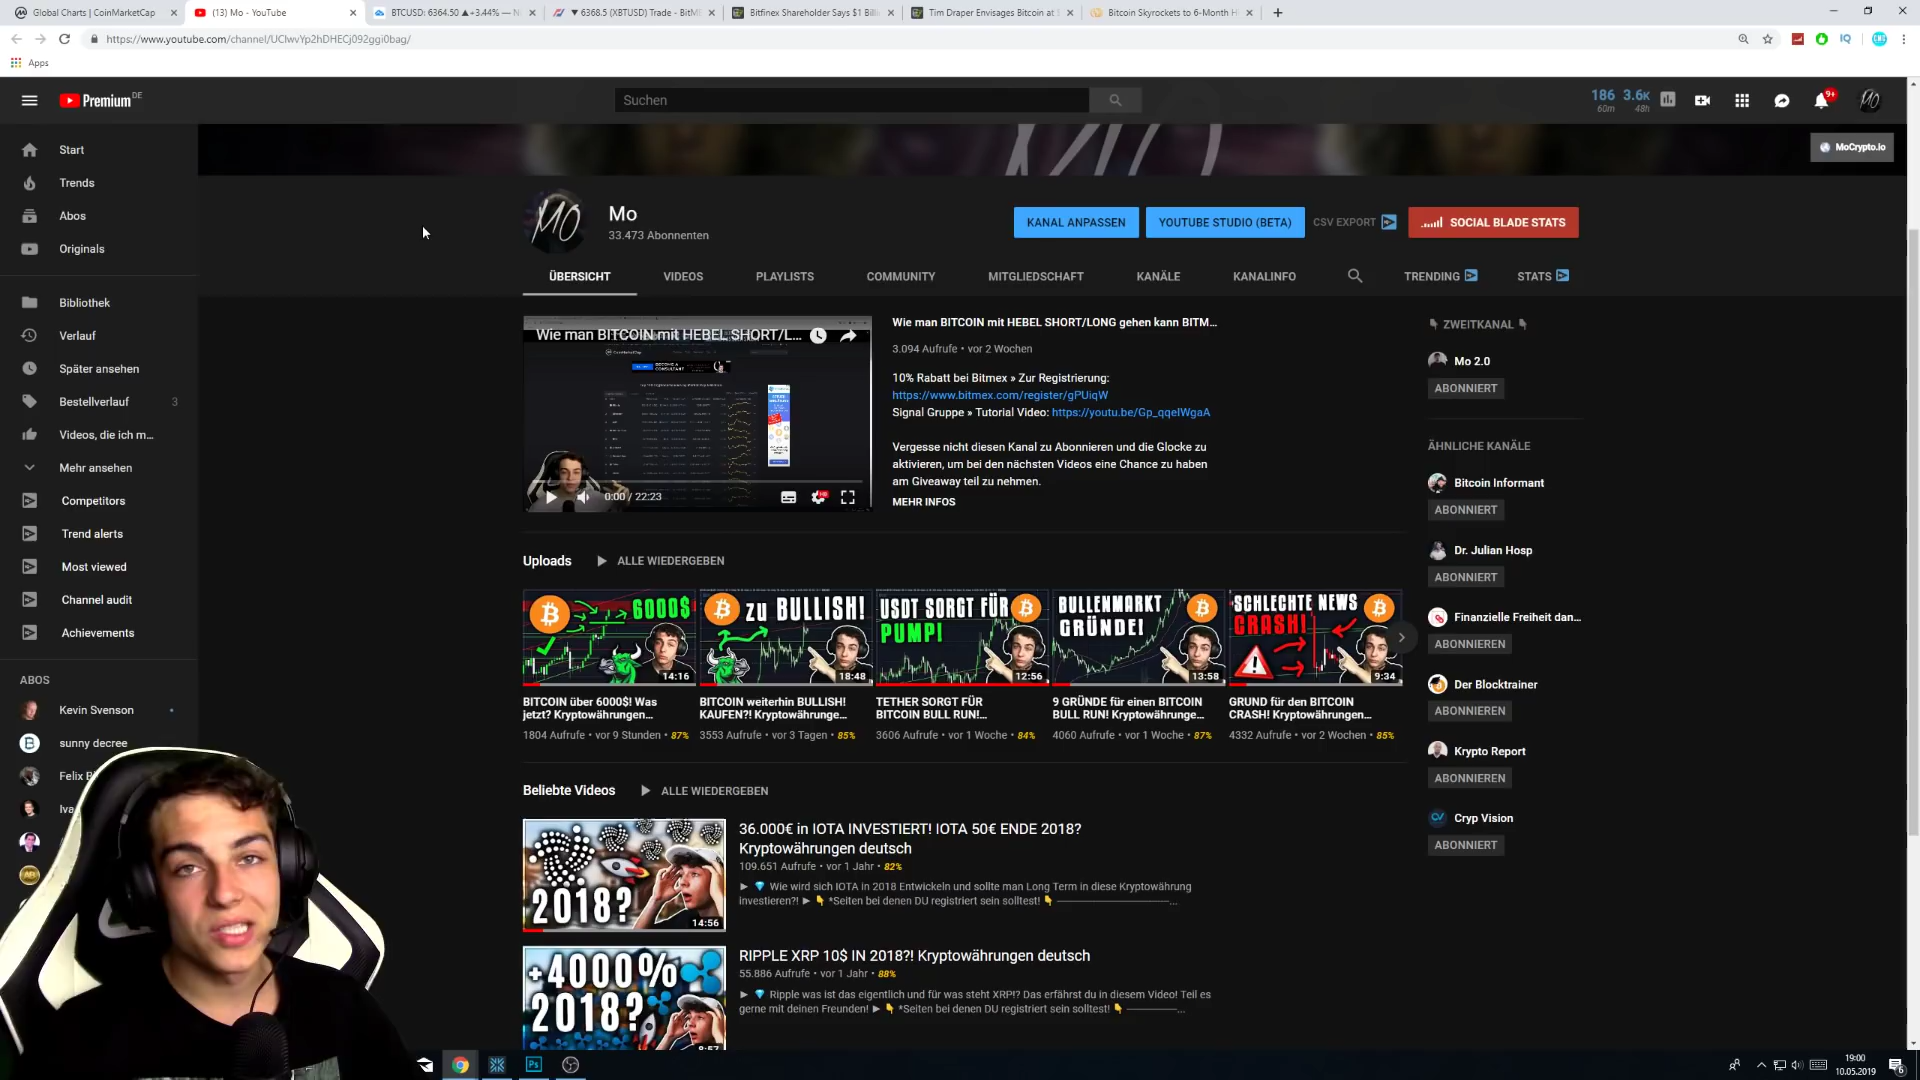 Global Charts | CoinMarketCap
(13) Mo - YouTube
BTCUSD: 6364.50 ▲+3.44% —
▼ 6368.5 (XBTUSD) Trade - BitM
Bitfinex Shareholder Says $1 Billi
Tim Draper Envisages Bitcoin at
Bitcoin Skyrockets to 6-Month H
https://www.youtube.com/channel/UClwvYp2hDHECj092ggi0bag/
Apps
Premium DE
Suchen
186 60m
3.6K 48h
9+
MO
MoCrypto.io
Start
Trends
Abos
Originals
Bibliothek
Verlauf
Später ansehen
Bestellverlauf 3
Videos, die ich m...
Mehr ansehen
Competitors
Trend alerts
Most viewed
Channel audit
Achievements
ABOS
Kevin Svenson
sunny decree
Felix B
Iva
MO
Mo
33.473 Abonnenten
KANAL ANPASSEN
YOUTUBE STUDIO (BETA)
CSV EXPORT
SOCIAL BLADE STATS
ÜBERSICHT
VIDEOS
PLAYLISTS
COMMUNITY
MITGLIEDSCHAFT
KANÄLE
KANALINFO
TRENDING
STATS
Wie man BITCOIN mit HEBEL SHORT/L...
0:00 / 22:23
Wie man BITCOIN mit HEBEL SHORT/LONG gehen kann BITM...
3.094 Aufrufe • vor 2 Wochen
10% Rabatt bei Bitmex » Zur Registrierung:
https://www.bitmex.com/register/gPUiqW
Signal Gruppe » Tutorial Video: https://youtu.be/Gp_qqeIWgaA
Vergesse nicht diesen Kanal zu Abonnieren und die Glocke zu
aktivieren, um bei den nächsten Videos eine Chance zu haben
am Giveaway teil zu nehmen.
MEHR INFOS
Uploads
ALLE WIEDERGEBEN
6000$
14:16
BITCOIN über 6000$! Was
jetzt? Kryptowährungen...
1804 Aufrufe • vor 9 Stunden • 87%
ZU BULLISH!
18:48
BITCOIN weiterhin BULLISH!
KAUFEN?! Kryptowährunge...
3553 Aufrufe • vor 3 Tagen • 85%
USDT SORGT FÜR
PUMP!
12:56
TETHER SORGT FÜR
BITCOIN BULL RUN!...
3606 Aufrufe • vor 1 Woche • 84%
BULLENMARKT
GRÜNDE!
13:58
9 GRÜNDE für einen BITCOIN
BULL RUN! Kryptowährunge...
4060 Aufrufe • vor 1 Woche • 87%
SCHLECHTE NEWS
CRASH!
9:34
GRUND für den BITCOIN
CRASH! Kryptowährungen...
4332 Aufrufe • vor 2 Wochen • 85%
Beliebte Videos
ALLE WIEDERGEBEN
2018?
14:56
36.000€ in IOTA INVESTIERT! IOTA 50€ ENDE 2018?
Kryptowährungen deutsch
109.651 Aufrufe • vor 1 Jahr • 82%
► 💎 Wie wird sich IOTA in 2018 Entwickeln und sollte man Long Term in diese Kryptowährung
investieren?! ► 👇 *Seiten bei denen DU registriert sein solltest! 👇 ————————...
+4000%
2018?
8:57
RIPPLE XRP 10$ IN 2018?! Kryptowährungen deutsch
55.886 Aufrufe • vor 1 Jahr • 88%
► 💎 Ripple was ist das eigentlich und für was steht XRP!? Das erfährst du in diesem Video! Teil es
gerne mit deinen Freunden! ► 👇 *Seiten bei denen DU registriert sein solltest! 👇 ————...
👇 ZWEITKANAL 👇
Mo 2.0
ABONNIERT
ÄHNLICHE KANÄLE
Bitcoin Informant
ABONNIERT
Dr. Julian Hosp
ABONNIERT
Finanzielle Freiheit dan...
ABONNIEREN
Der Blocktrainer
ABONNIEREN
Krypto Report
ABONNIEREN
Cryp Vision
ABONNIERT
Ps
19:00
10.05.2019
6